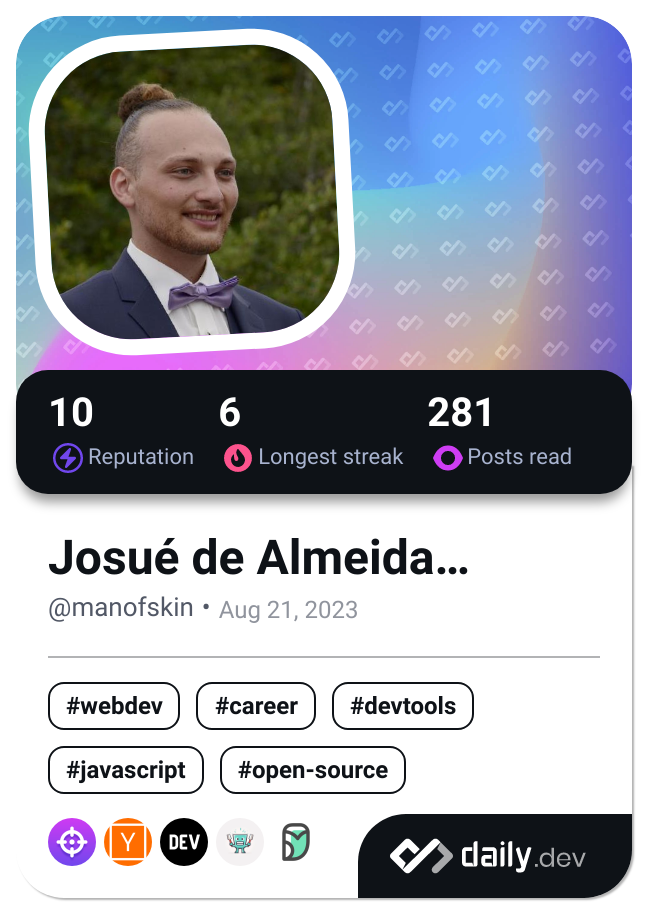 10 6 281
Reputation Longest streak Posts read
Josué de Almeida...
@manofskin • Aug 21, 2023
#webdev #career #devtools
#javascript #open-source
Y DEV
daily.dev